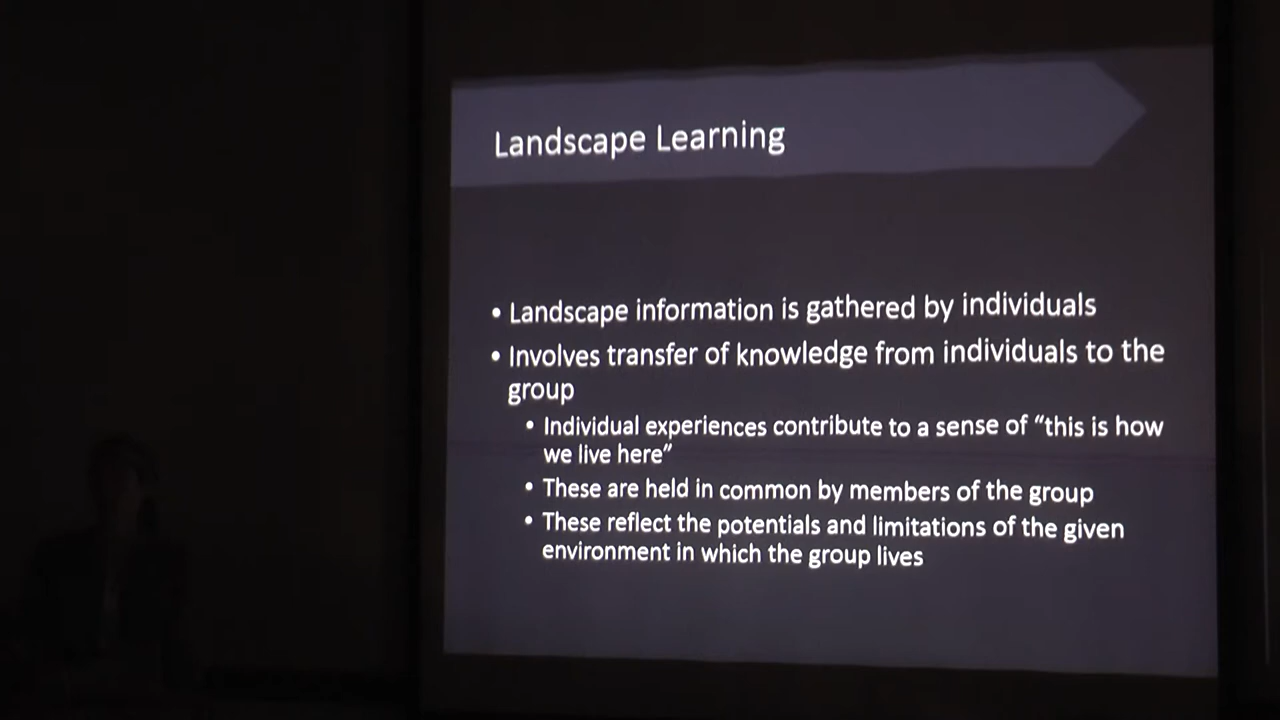 Landscape Learning
• Landscape information is gathered by individuals
• Involves transfer of knowledge from individuals to the
group
• Individual experiences contribute to a sense of “this is how
we live here”
• These are held in common by members of the group
• These reflect the potentials and limitations of the given
environment in which the group lives